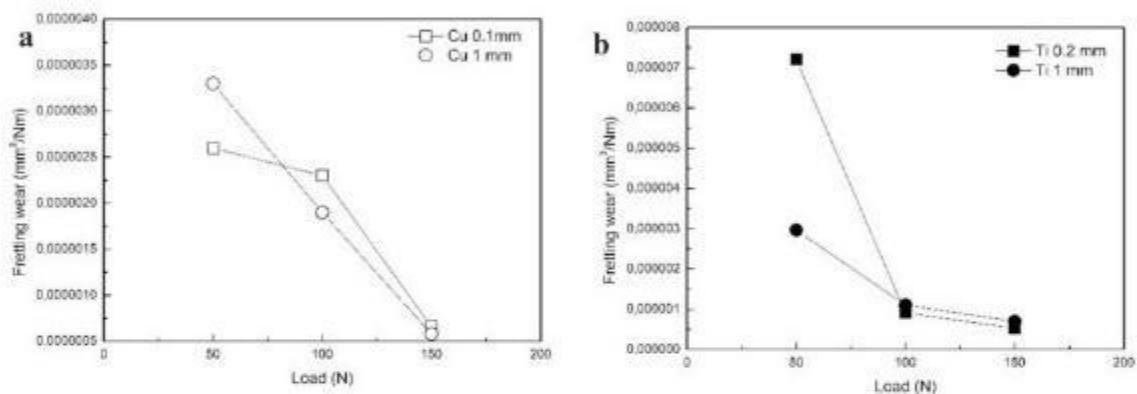 a
Cu 0.1mm
Cu 1 mm
0,0000040
0,0000035
0,0000030
0,0000025
0,0000020
0,0000015
0,0000010
0,0000005
0
50
100
150
200
Load (N)
Fretting wear (mm³/Nm)
b
Ti 0.2 mm
Ti 1 mm
0,000008
0,000007
0,000006
0,000005
0,000004
0,000003
0,000002
0,000001
0,000000
0
50
100
150
200
Load (N)
Fretting wear (mm³/Nm)